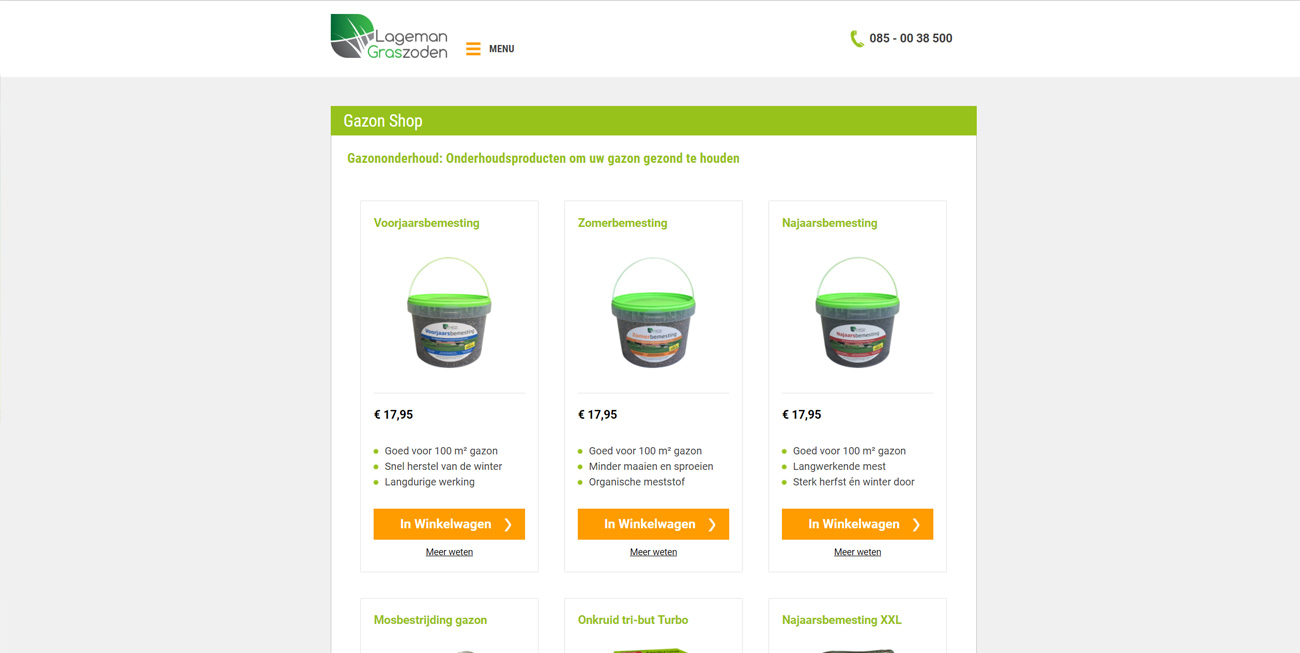 Lageman
Graszoden
MENU
085 - 00 38 500
Gazon Shop
Gazononderhoud: Onderhoudsproducten om uw gazon gezond te houden
Voorjaarsbemesting
Voorjaarsbemesting
€ 17,95
Goed voor 100 m² gazon
Snel herstel van de winter
Langdurige werking
In Winkelwagen
Meer weten
Zomerbemesting
Zomerbemesting
€ 17,95
Goed voor 100 m² gazon
Minder maaien en sproeien
Organische meststof
In Winkelwagen
Meer weten
Najaarsbemesting
Najaarsbemesting
€ 17,95
Goed voor 100 m² gazon
Langwerkende mest
Sterk herfst én winter door
In Winkelwagen
Meer weten
Mosbestrijding gazon
Onkruid tri-but Turbo
Najaarsbemesting XXL